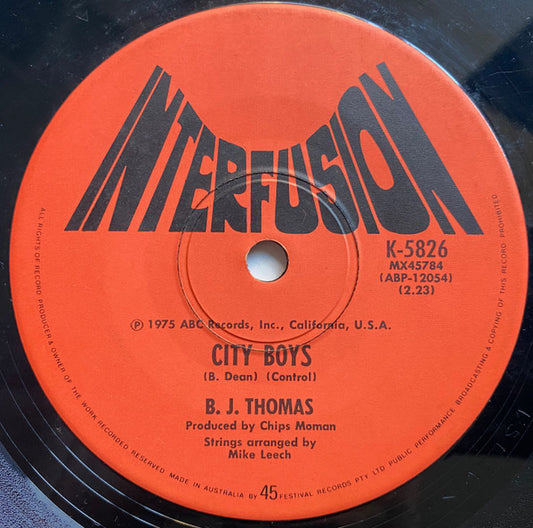 INTERFUSION
K-5826
MX45784
(ABP-12054)
(2.23)
℗ 1975 ABC Records, Inc., California, U.S.A.
CITY BOYS
(B. Dean) (Control)
B. J. THOMAS
Produced by Chips Moman
Strings arranged by
Mike Leech
ALL RIGHTS OF RECORD PRODUCER & OWNER OF THE WORK RECORDED RESERVED MADE IN AUSTRALIA BY 45 FESTIVAL RECORDS PTY LTD PUBLIC PERFORMANCE BROADCASTING & COPYING OF THIS RECORD PROHIBITED